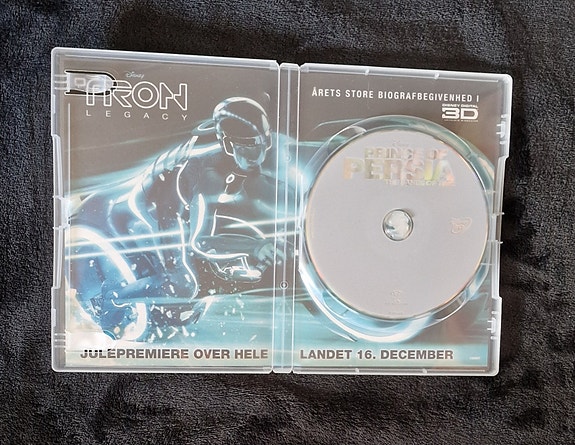 Disney
TRON
LEGACY
ÅRETS STORE BIOGRAFBEGIVENHED I
DISNEY DIGITAL
3D
PRINCE OF
PERSIA
JULEPREMIERE OVER HELE LANDET 16. DECEMBER